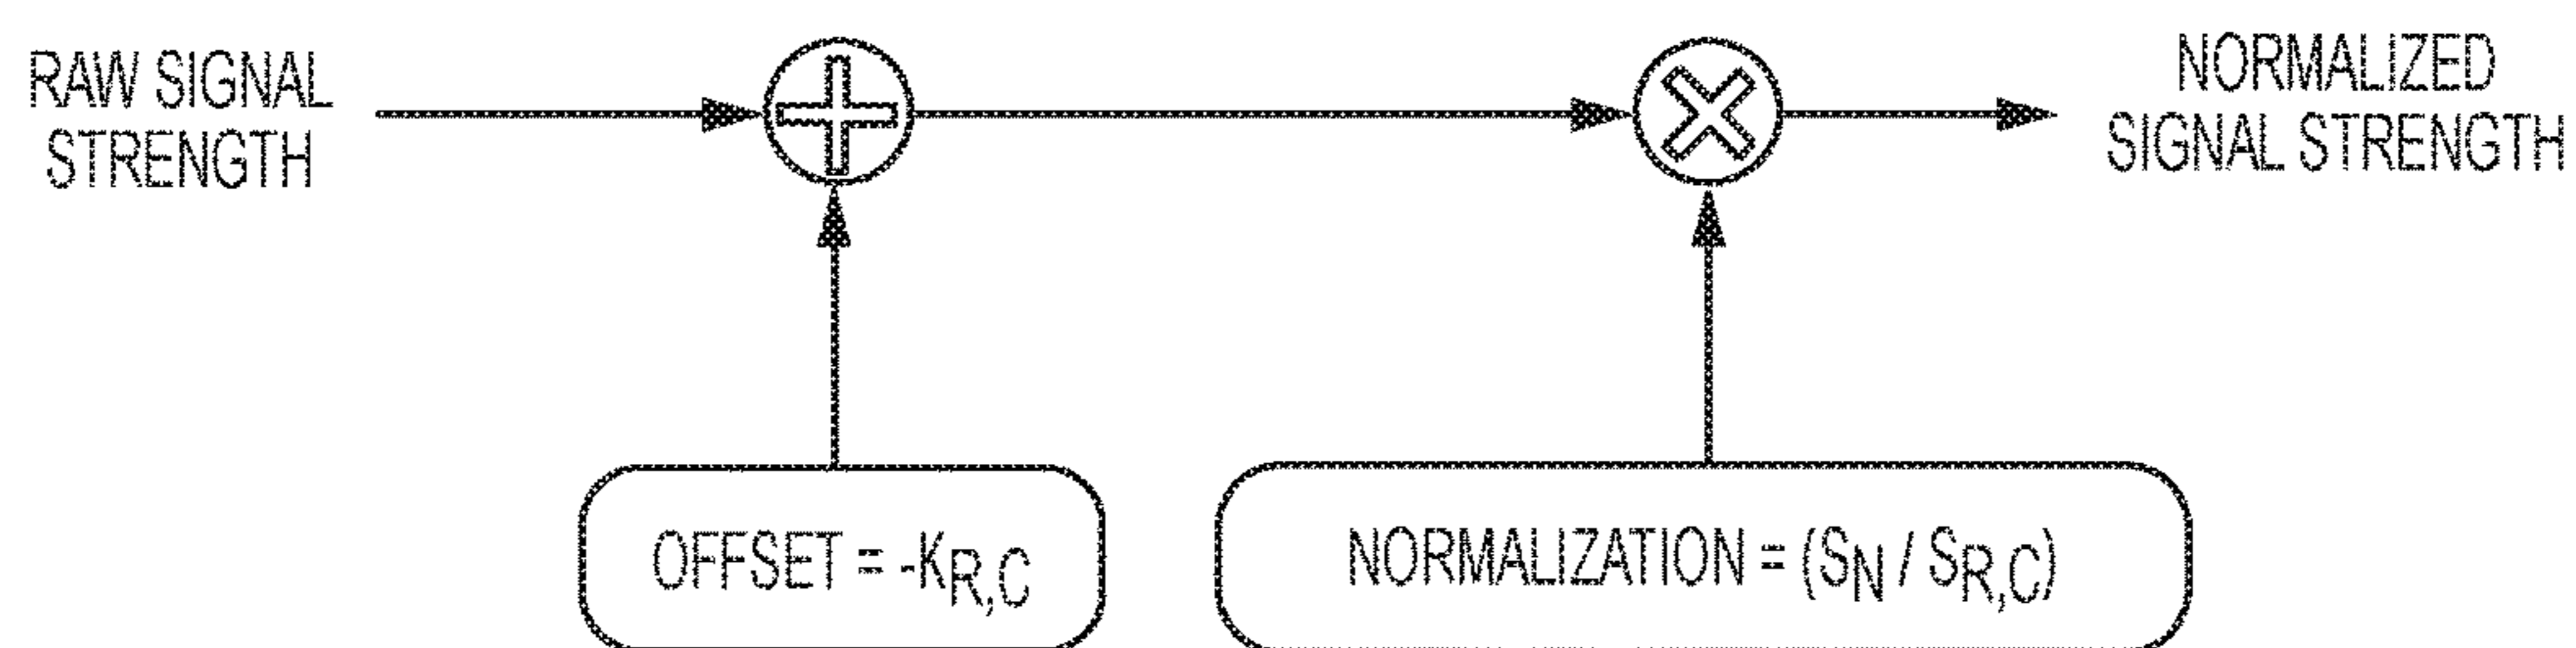 RAW SIGNAL
STRENGTH
NORMALIZED
SIGNAL STRENGTH
OFFSET = -KR,C
NORMALIZATION = (SN / SR,C)